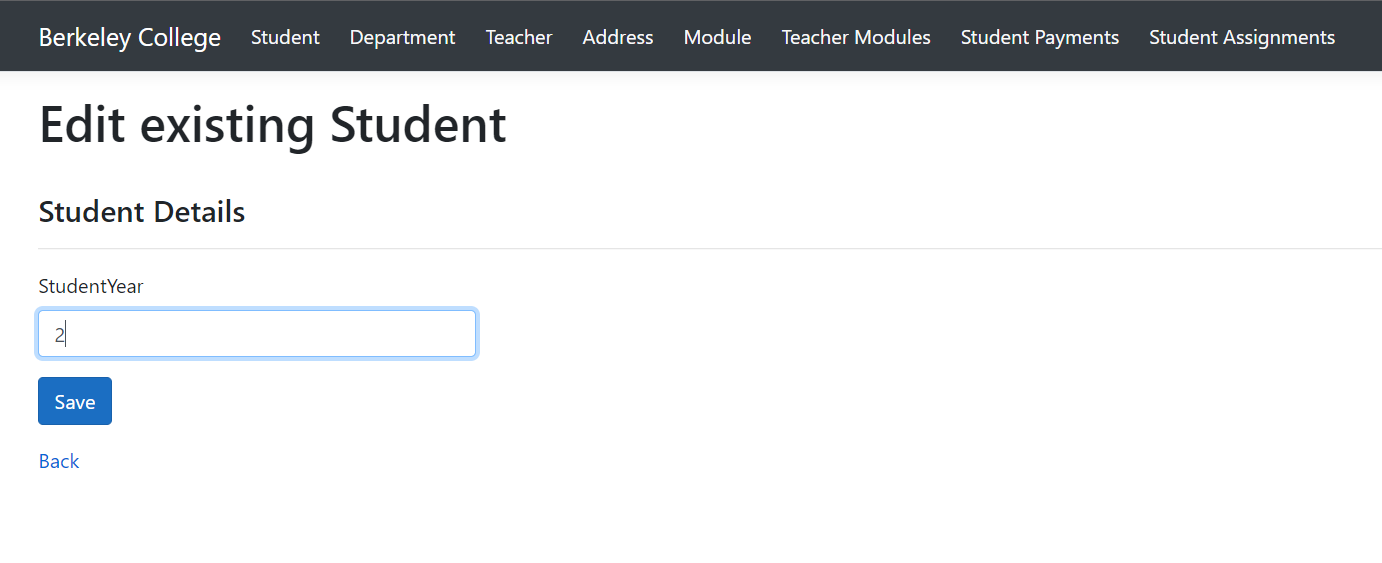 Berkeley College Student Department Teacher Address Module Teacher Modules Student Payments Student Assignments
Edit existing Student
Student Details
StudentYear
2
Save
Back